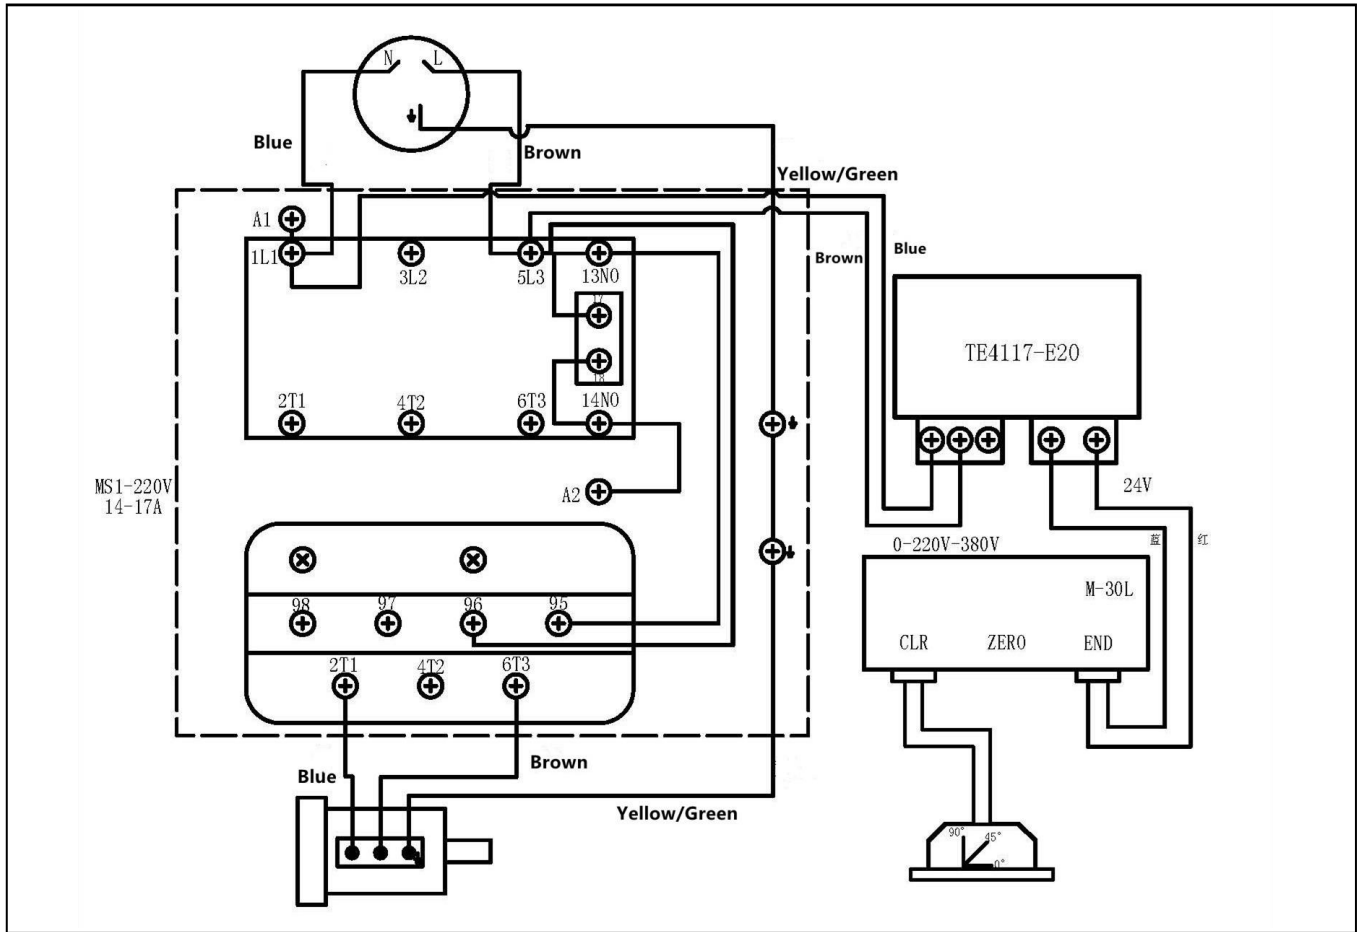 N L
Blue
Brown
Yellow/Green
A1
1L1
3L2
5L3
13NO
Brown
Blue
17
18
TE4117-E20
2T1
4T2
6T3
14NO
MS1-220V
14-17A
A2
24V
0-220V-380V
蓝
红
M-30L
98
97
96
95
CLR
ZERO
END
2T1
4T2
6T3
Blue
Brown
Yellow/Green
90°
45°
0°